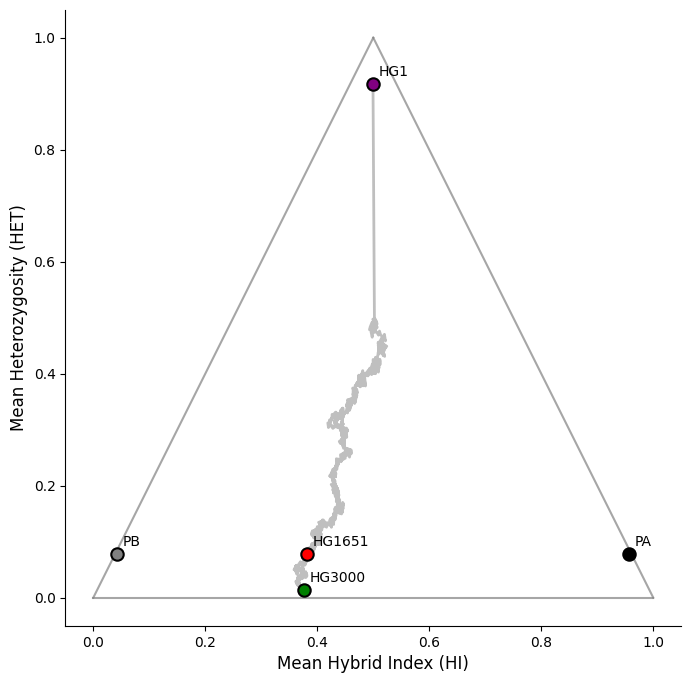 1.0
0.8
0.6
0.4
0.2
0.0
Mean Heterozygosity (HET)
HG1
PB
HG1651
PA
HG3000
0.0 0.2 0.4 0.6 0.8 1.0
Mean Hybrid Index (HI)